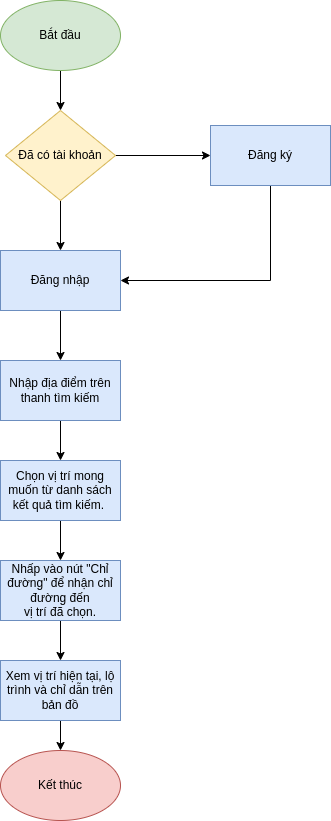 Bắt đầu
Đã có tài khoản
Đăng ký
Đăng nhập
Nhập địa điểm trên
thanh tìm kiếm
Chọn vị trí mong
muốn từ danh sách
kết quả tìm kiếm.
Nhấp vào nút "Chỉ
đường" để nhận chỉ
đường đến
vị trí đã chọn.
Xem vị trí hiện tại, lộ
trình và chỉ dẫn trên
bản đồ
Kết thúc